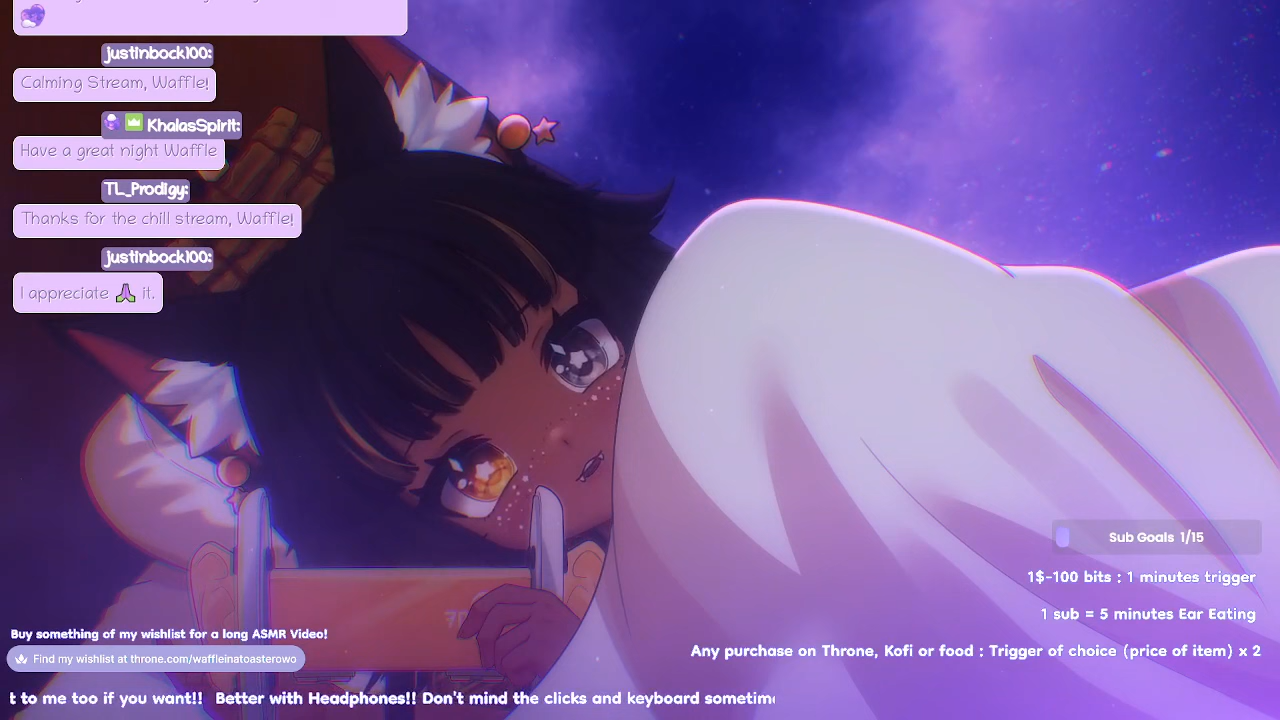 justinbock100:
Calming Stream, Waffle!
KhalasSpirit:
Have a great night Waffle
TL_Prodigy:
Thanks for the chill stream, Waffle!
justinbock100:
I appreciate 🙏 it.
Sub Goals 1/15
1$-100 bits : 1 minutes trigger
1 sub = 5 minutes Ear Eating
Any purchase on Throne, Kofi or food : Trigger of choice (price of item) x 2
Buy something of my wishlist for a long ASMR Video!
Find my wishlist at throne.com/waffleinatoasterowo
t to me too if you want!! Better with Headphones!! Don't mind the clicks and keyboard sometim